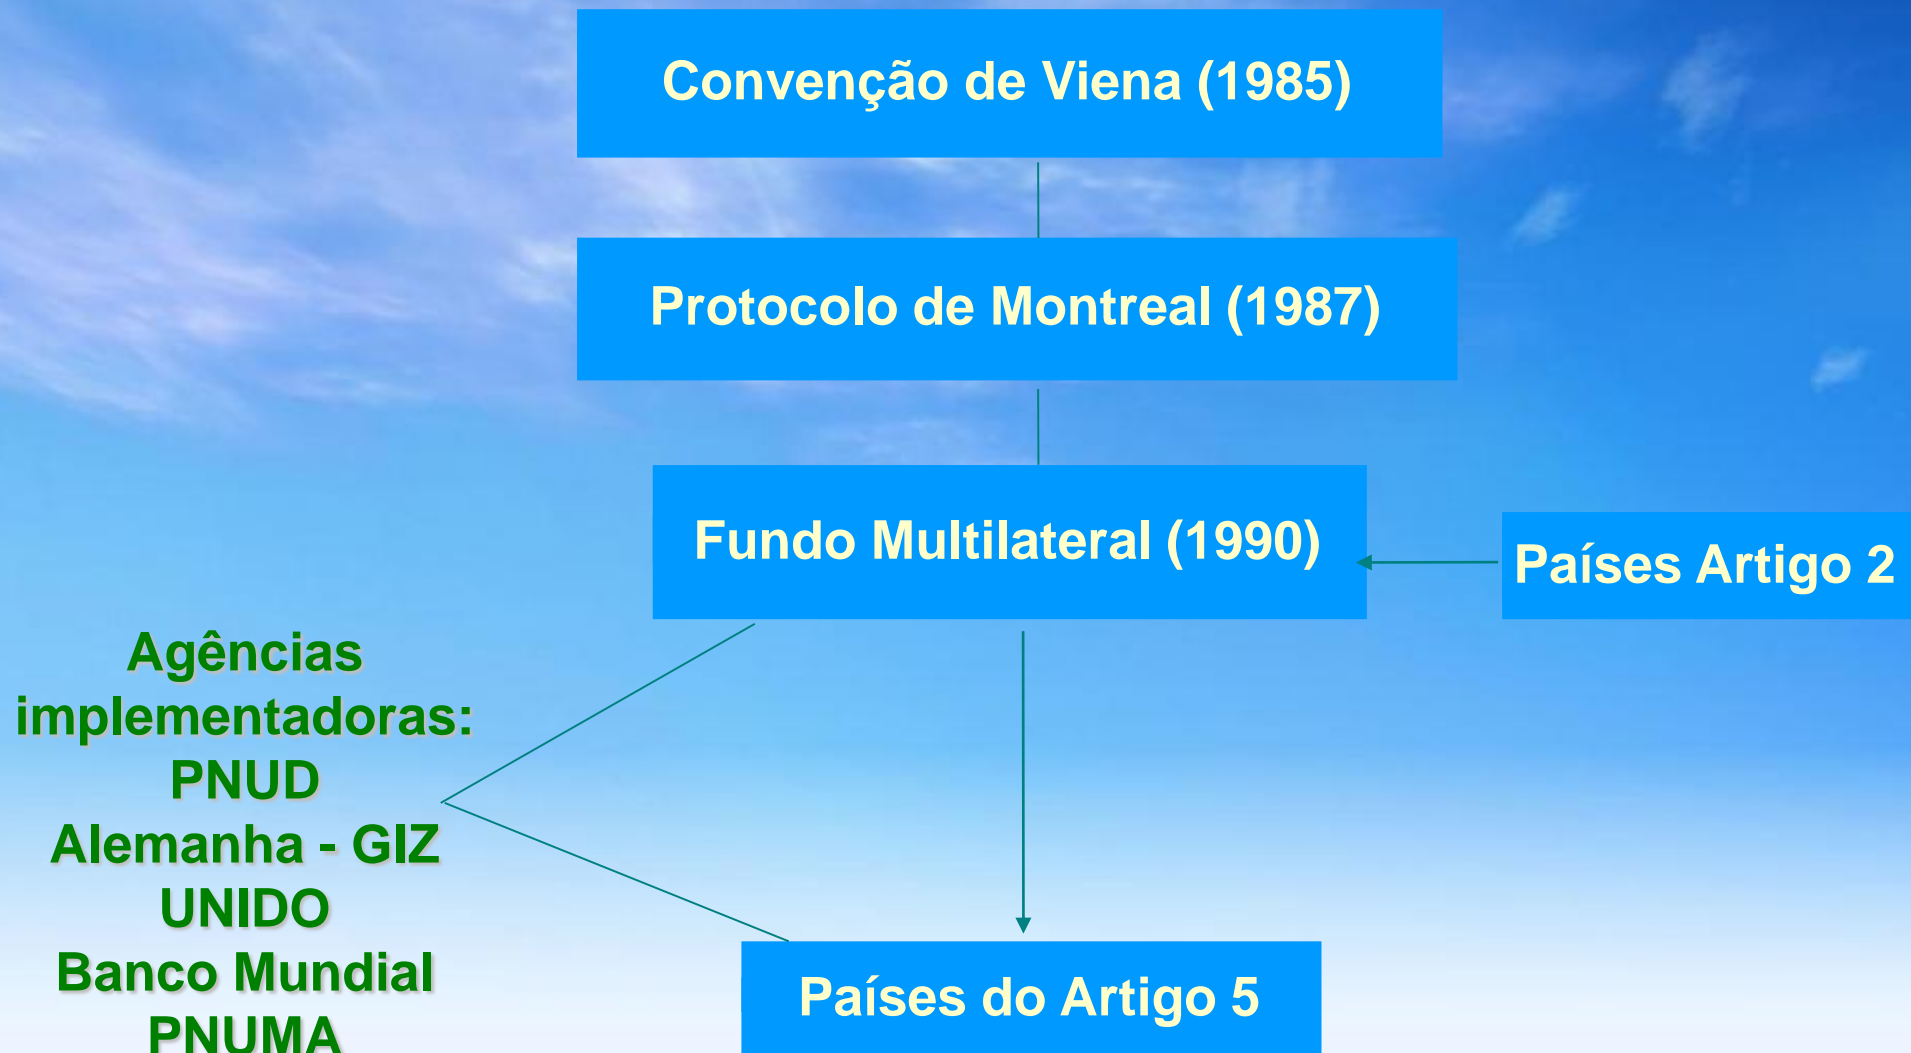 Convenção de Viena (1985)
Protocolo de Montreal (1987)
Fundo Multilateral (1990)
Países Artigo 2
Agências
implementadoras:
PNUD
Alemanha - GIZ
UNIDO
Banco Mundial
PNUMA
Países do Artigo 5